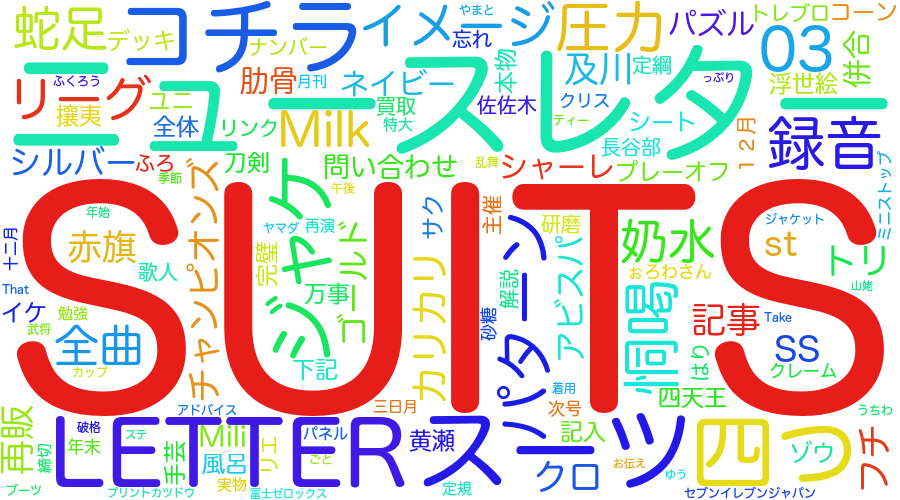 蛇足
デッキ
コチラ
ナンバー
イメージ
やまと
忘れ
圧力
パズル
トレブロ
コーン
03
併合
リーグ
ふくろう
ユニ
攘夷
全体
リンク
肋骨
月刊
ネイビー
買取
特大
Milk
ユニレタ
ース
本物
佐佐木
及川
定綱
クリス
ティー
シート
長谷部
っぷり
浮世絵
12月
録音
シルバー
ふろ
季節
刀剣
問い合わせ
乱舞
シャーレ
プレーオフ
ミニストップ
SUITS
年始
赤旗
歌人
十二月
That
イケ
武将
勉強
全曲
カップ
チャンピオンズ
ジャケ
午後
ヤマダ
再演
完璧
万事
ゴールド
下記
サク
主催
カリカリ
パターン
砂糖
解説
研磨
アビスパ
奶水
ぉろわさん
恫喝
記事
Take
はり
四天王
st
ジャケット
トリ
山姥
SS
クレーム
うちわ
再販
締切
ブーツ
年末
破格
LETTER
ステ
プリントカツドウ
手芸
Mili
風呂
実物
アドバイス
リエ
パネル
ごと
富士ゼロックス
三日月
黄瀬
定規
スーツ
着用
次号
記入
クロ
お伝え
ゆう
四つ
セブンイレブンジャパン
ゾウ
フチ